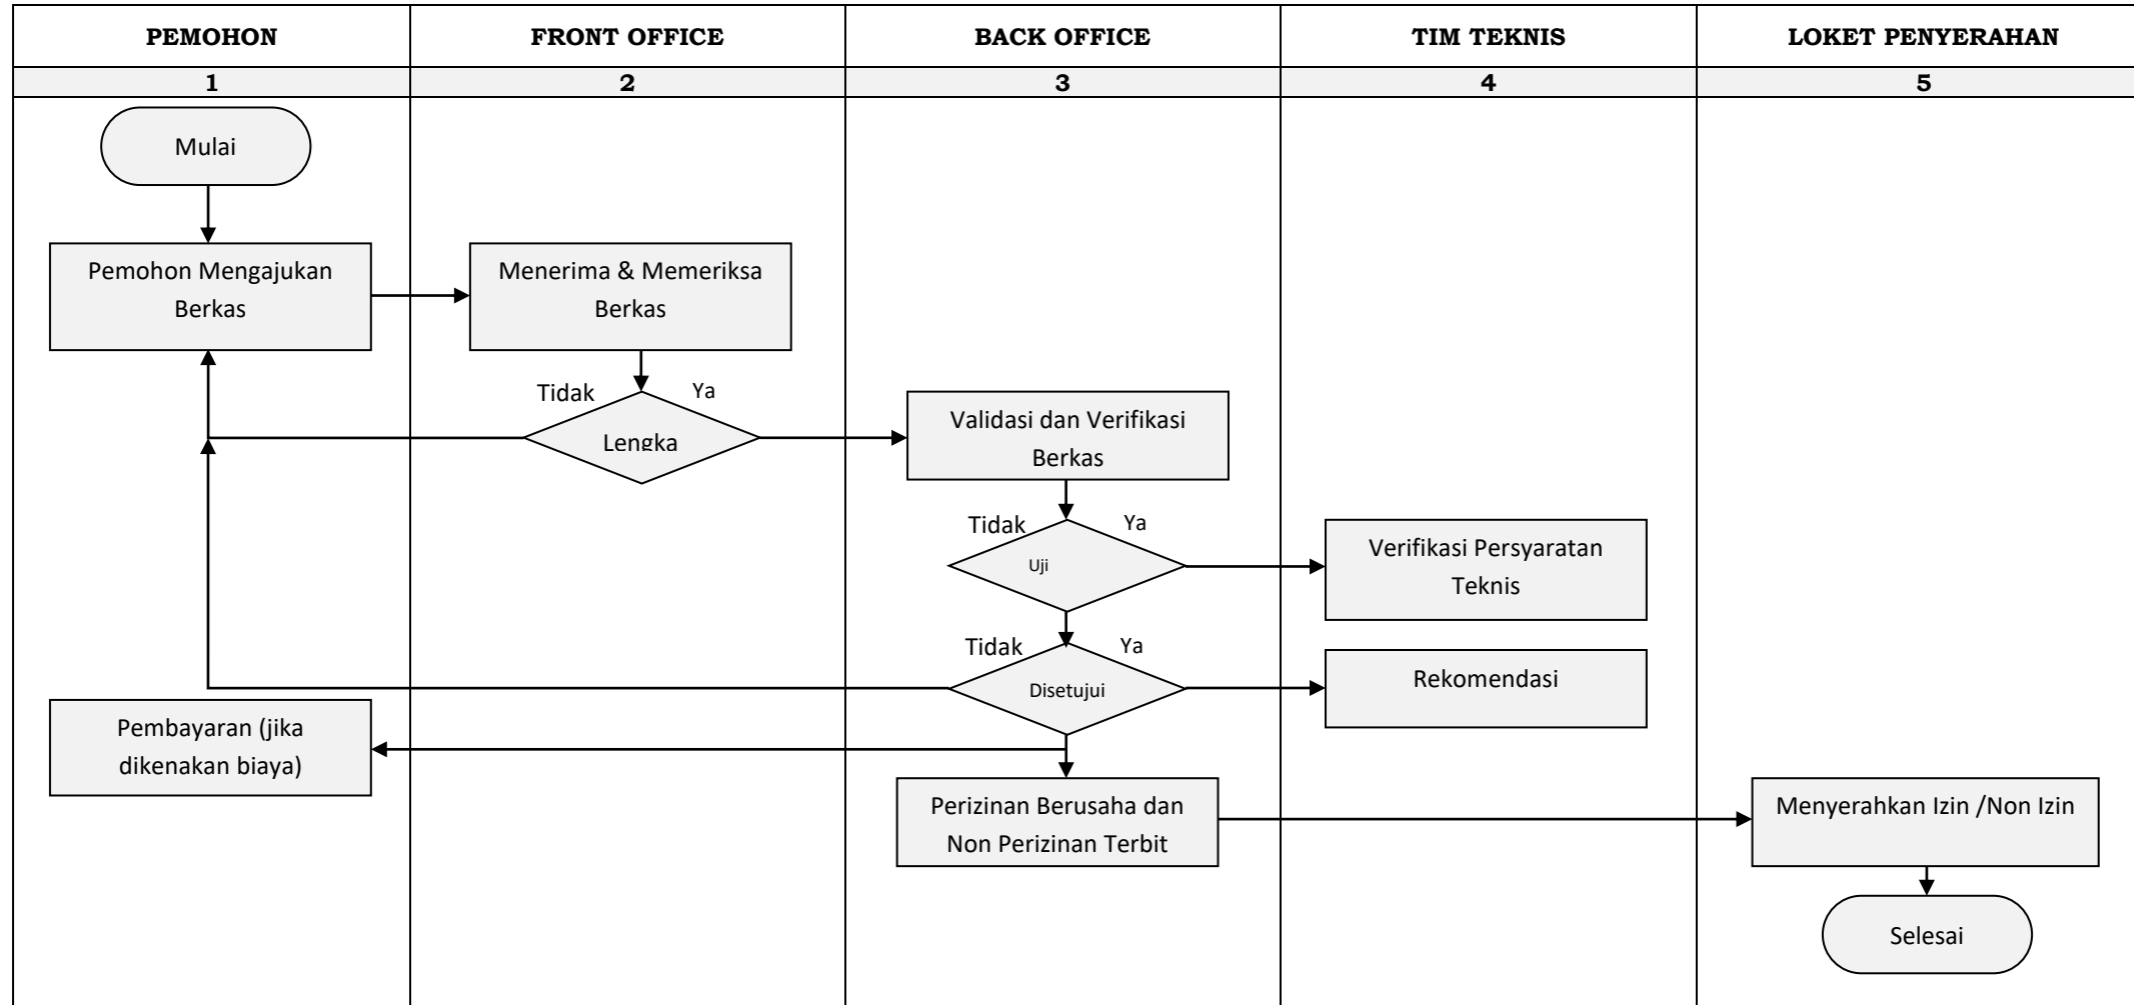 PEMOHON
FRONT OFFICE
BACK OFFICE
TIM TEKNIS
LOKET PENYERAHAN
1
2
3
4
5
Mulai
Pemohon Mengajukan
Berkas
Menerima & Memeriksa
Berkas
Tidak
Ya
Lengka
Validasi dan Verifikasi
Berkas
Tidak
Ya
Uji
Verifikasi Persyaratan
Teknis
Tidak
Ya
Disetujui
Rekomendasi
Pembayaran (jika
dikenakan biaya)
Perizinan Berusaha dan
Non Perizinan Terbit
Menyerahkan Izin /Non Izin
Selesai